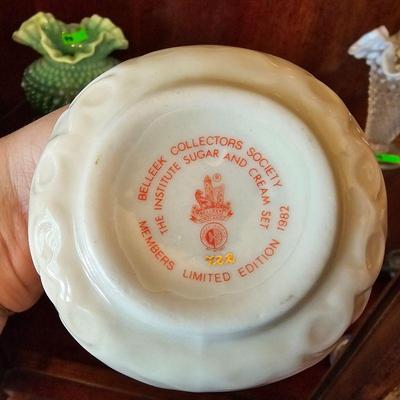 BELLEEK COLLECTORS SOCIETY
THE INSTITUTE SUGAR AND CREAM SET
MEMBERS LIMITED EDITION 1982